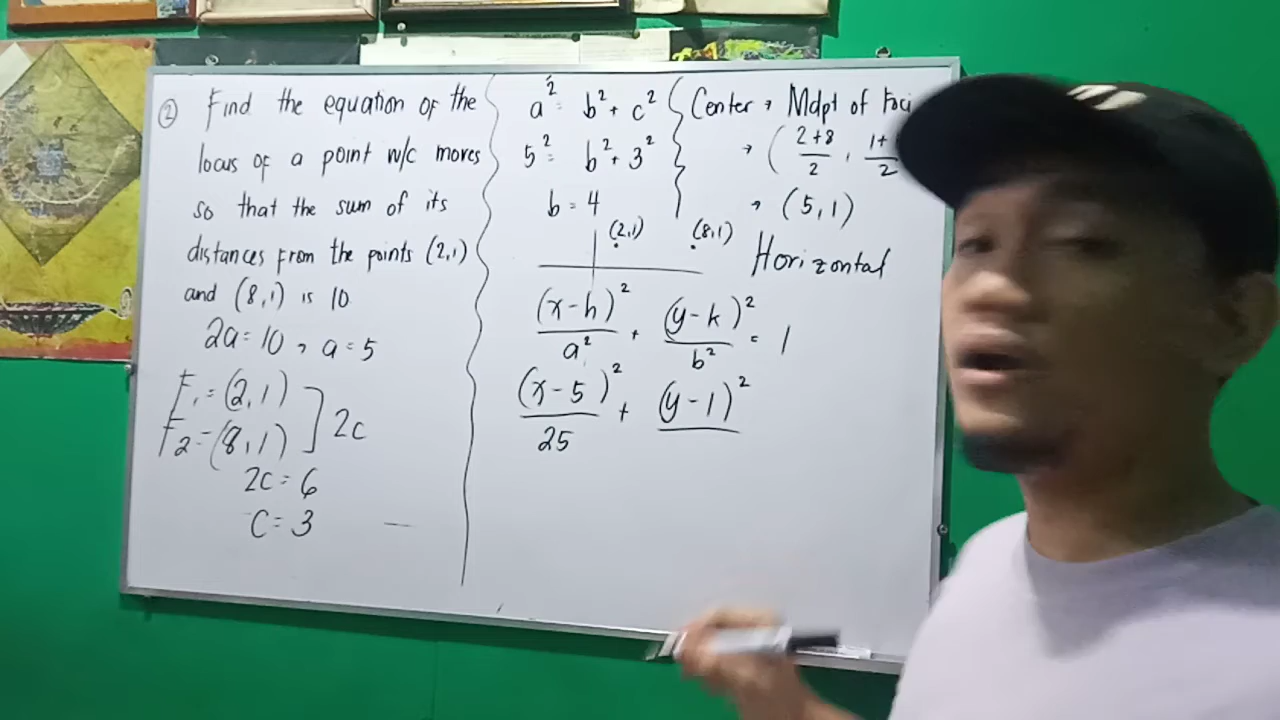 ② Find the equation of the
locus of a point w/c moves
so that the sum of its
distances from the points (2,1)
and (8,1) is 10
2a = 10 , a = 5
F₁ = (2,1)
F₂ = (8,1) ] 2c
2c = 6
C = 3
a² = b² + c²
5² = b² + 3²
b = 4
(2,1) (8,1)
(x-h)²/a² + (y-k)²/b² = 1
(x-5)²/25 + (y-1)²
Center → Mdpt of Foci
→ ( 2+8/2 , 1+/2
→ (5,1)
Horizontal